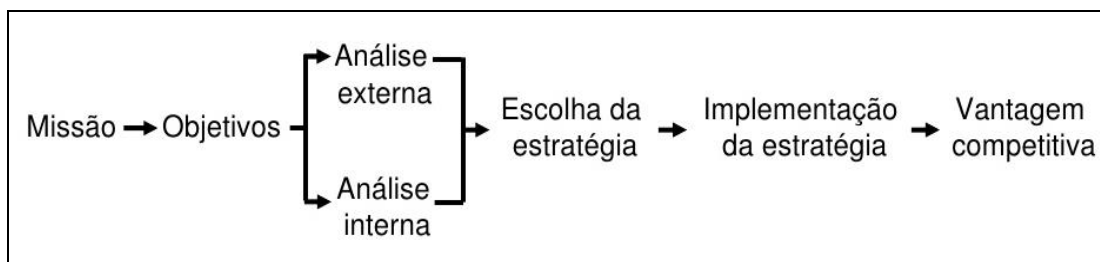 Missão
Objetivos
Análise
externa
Análise
interna
Escolha da
estratégia
Implementação
da estratégia
Vantagem
competitiva